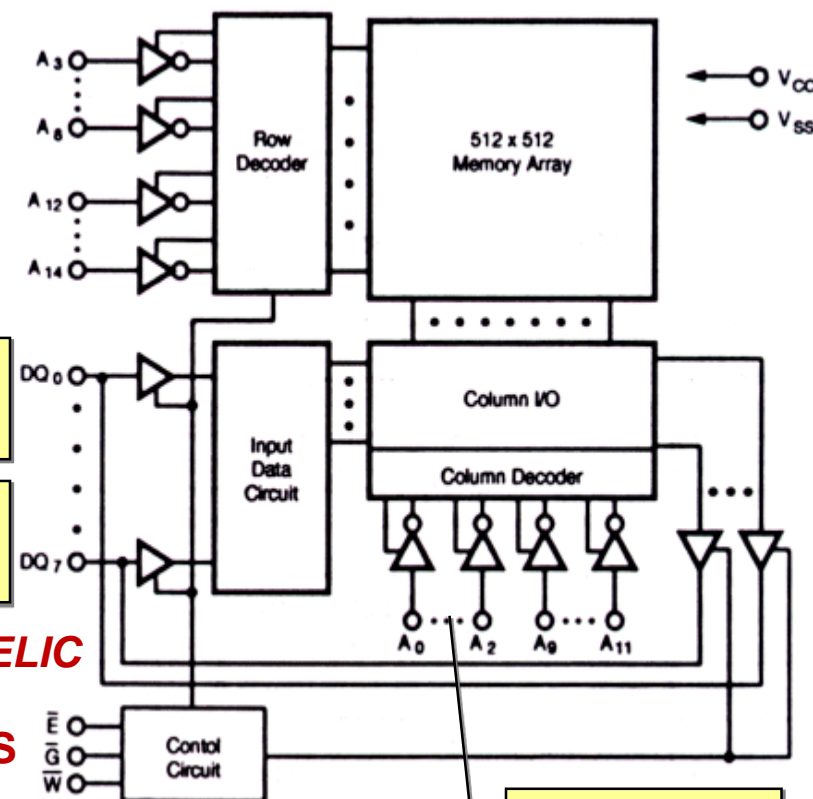 A3
Row
Decoder
512 x 512
Memory Array
VCC
VSS
A8
A12
A14
DQ0
Input
Data
Circuit
Column I/O
Column Decoder
DQ7
A0
A2
A9
A11
ELIC
S
E̅
G̅
W̅
Contol
Circuit